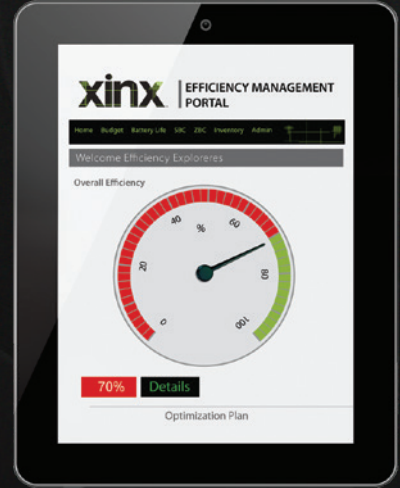 xinx
EFFICIENCY MANAGEMENT
PORTAL
Home Budget Battery Life SBC ZBC Inventory Admin
Welcome Efficiency Exploreres
Overall Efficiency
0
20
40
%
60
80
100
70%
Details
Optimization Plan